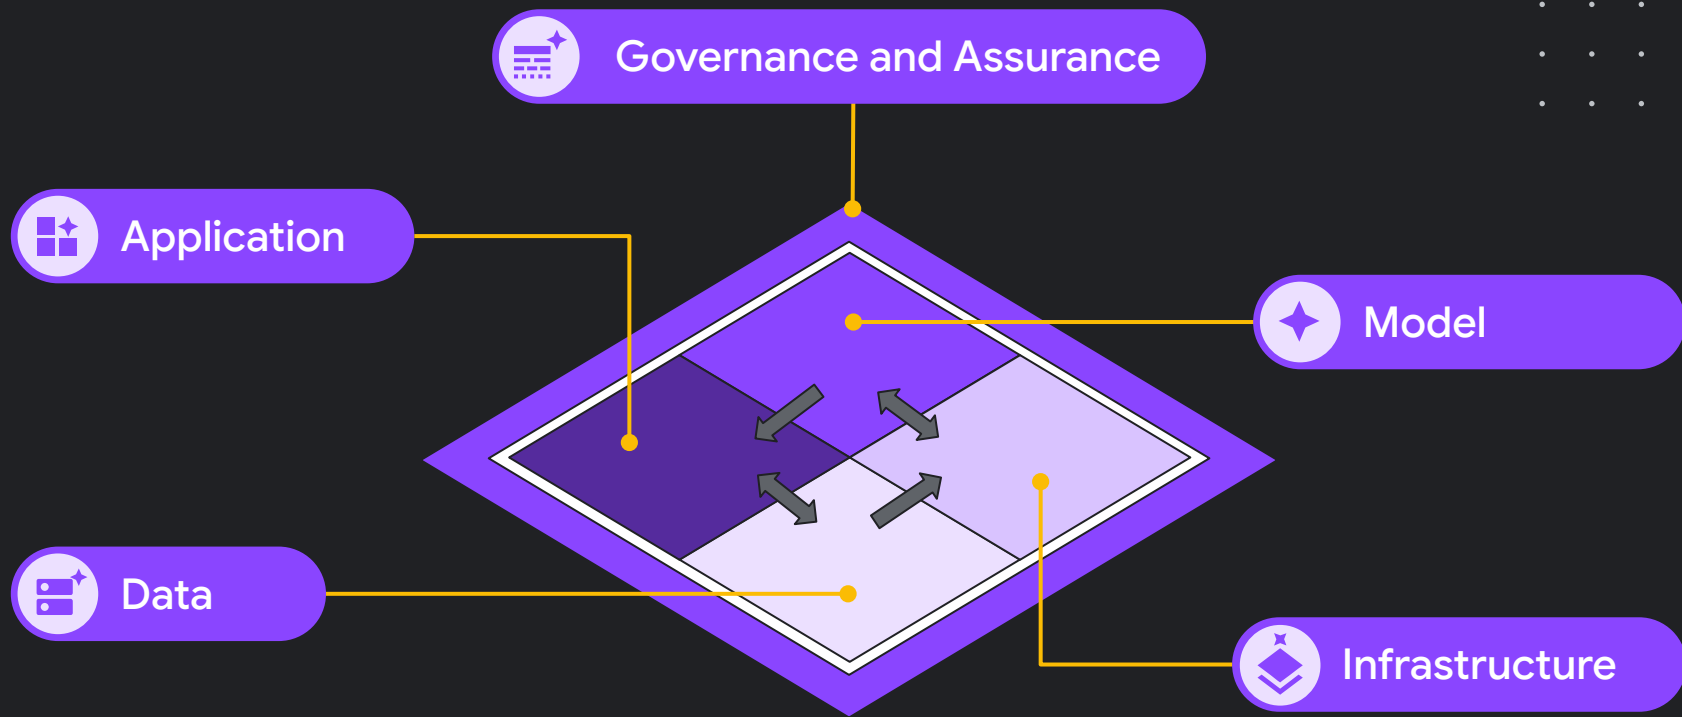 Governance and Assurance
Application
Model
Data
Infrastructure